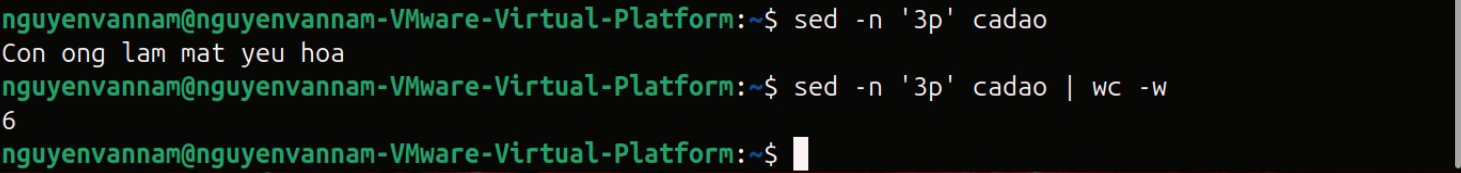 nguyenvannam@nguyenvannam-VMware-Virtual-Platform:~$ sed -n '3p' cadao
Con ong lam mat yeu hoa
nguyenvannam@nguyenvannam-VMware-Virtual-Platform:~$ sed -n '3p' cadao | wc -w
6
nguyenvannam@nguyenvannam-VMware-Virtual-Platform:~$